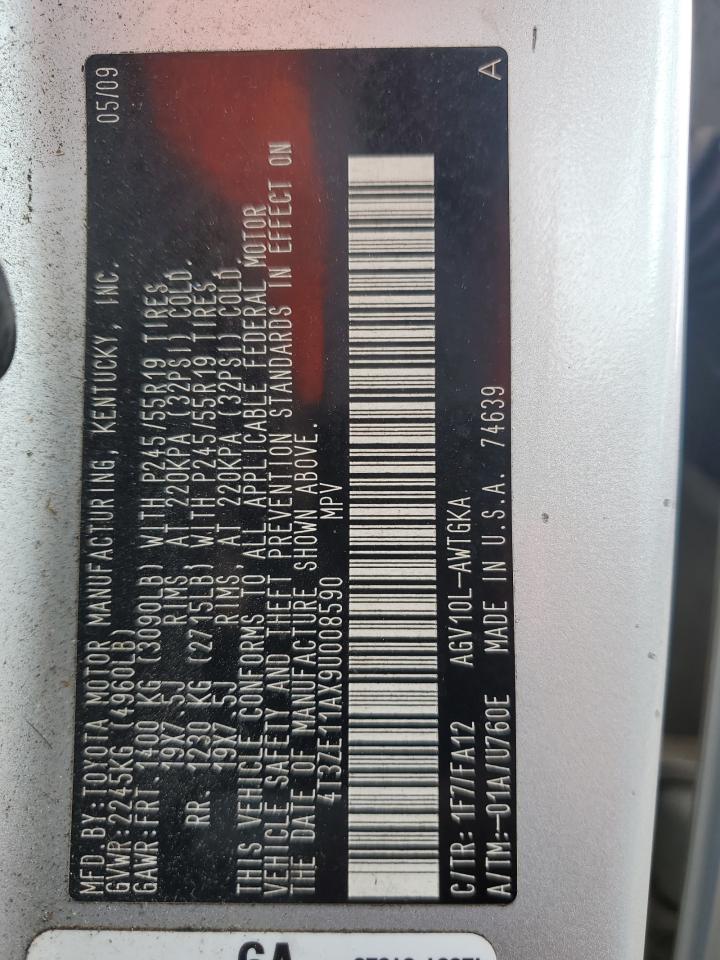 MFD.BY:TOYOTA MOTOR MANUFACTURING, KENTUCKY, INC. 05/09
GVWR:2245KG (4960LB)
GAWR:FRT. 1400 KG (3090LB) WITH P245/55R19 TIRES,
19X7.5J RIMS, AT 220KPA (32PSI) COLD.
RR. 1230 KG (2715LB) WITH P245/55R19 TIRES,
19X7.5J RIMS, AT 220KPA (32PSI) COLD.
THIS VEHICLE CONFORMS TO ALL APPLICABLE FEDERAL MOTOR
VEHICLE SAFETY AND THEFT PREVENTION STANDARDS IN EFFECT ON
THE DATE OF MANUFACTURE SHOWN ABOVE.
4T3ZE11AX9U008590 MPV
C/TR: 1F7/FA12 AGV10L-AWTGKA
A/TM:-01A/U760E MADE IN U.S.A. 74639 A